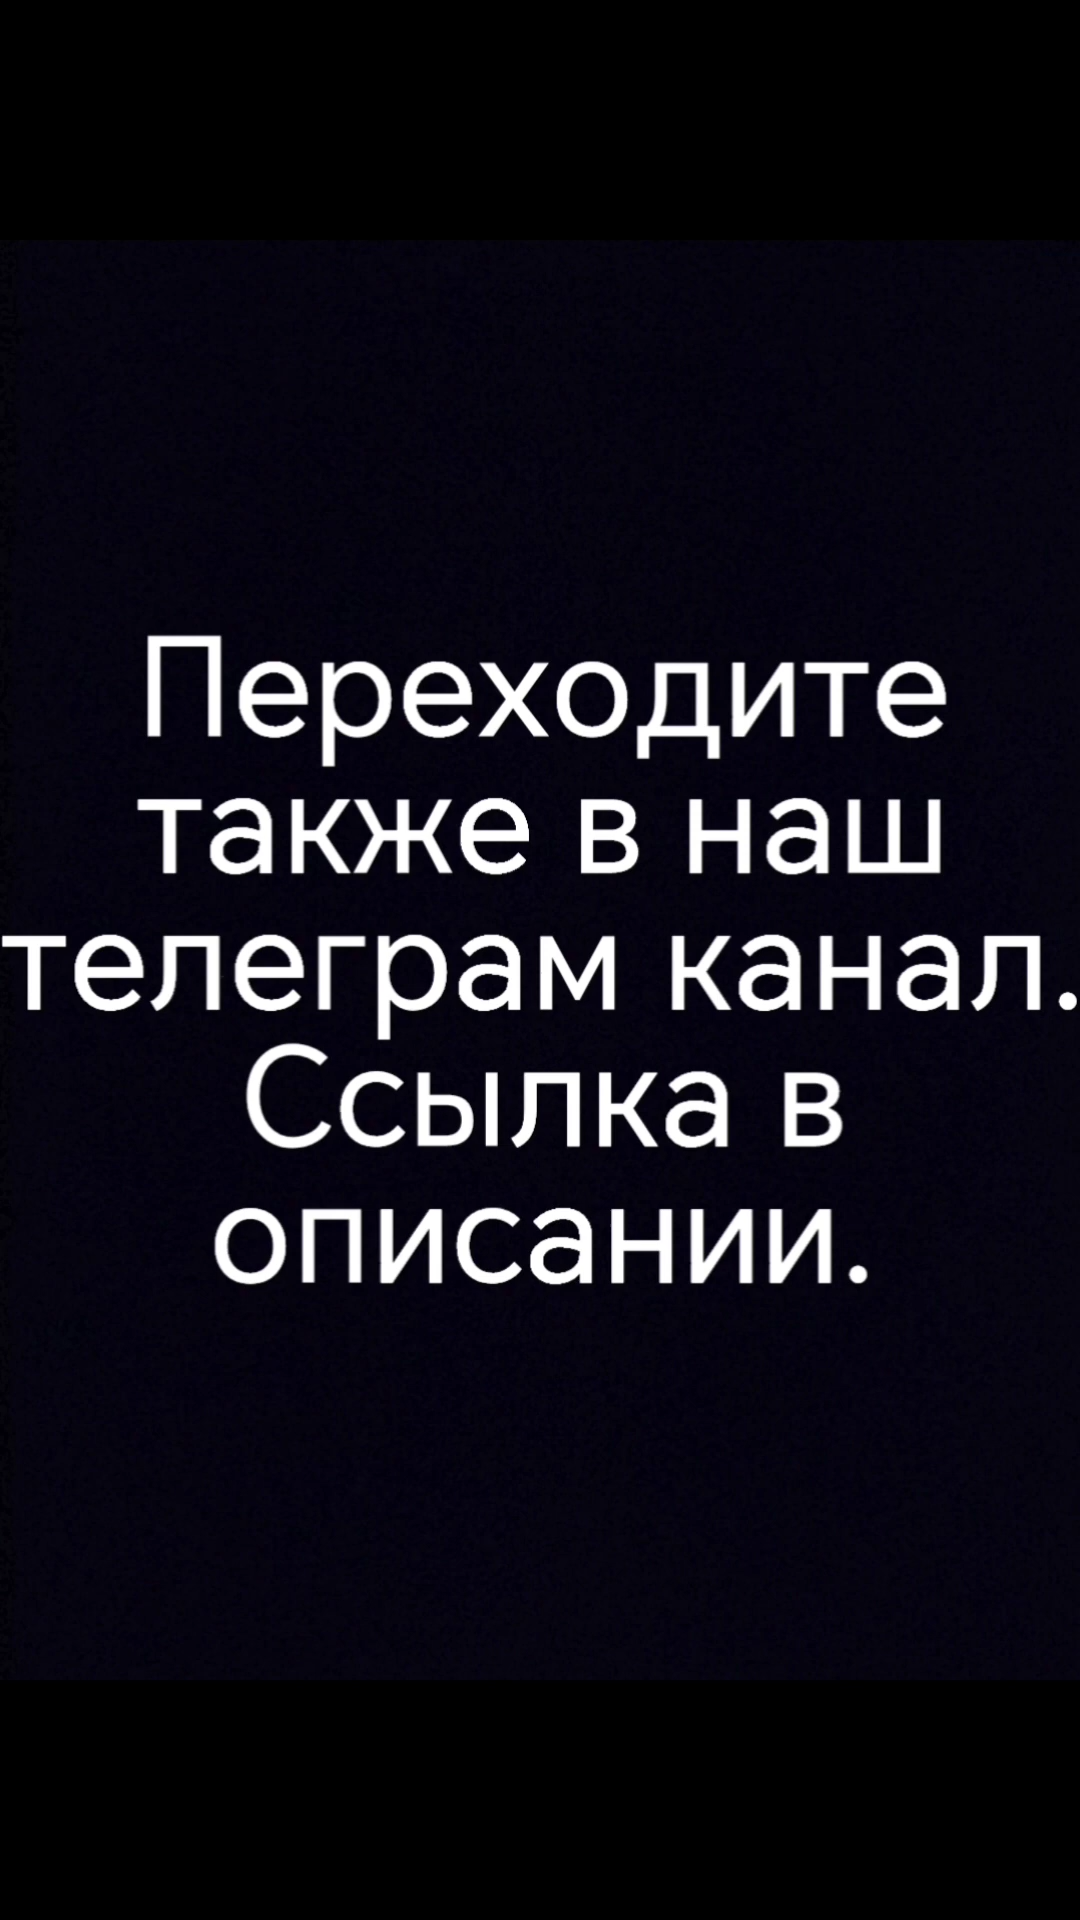 Переходите
также в наш
телеграм канал.
Ссылка в
описании.